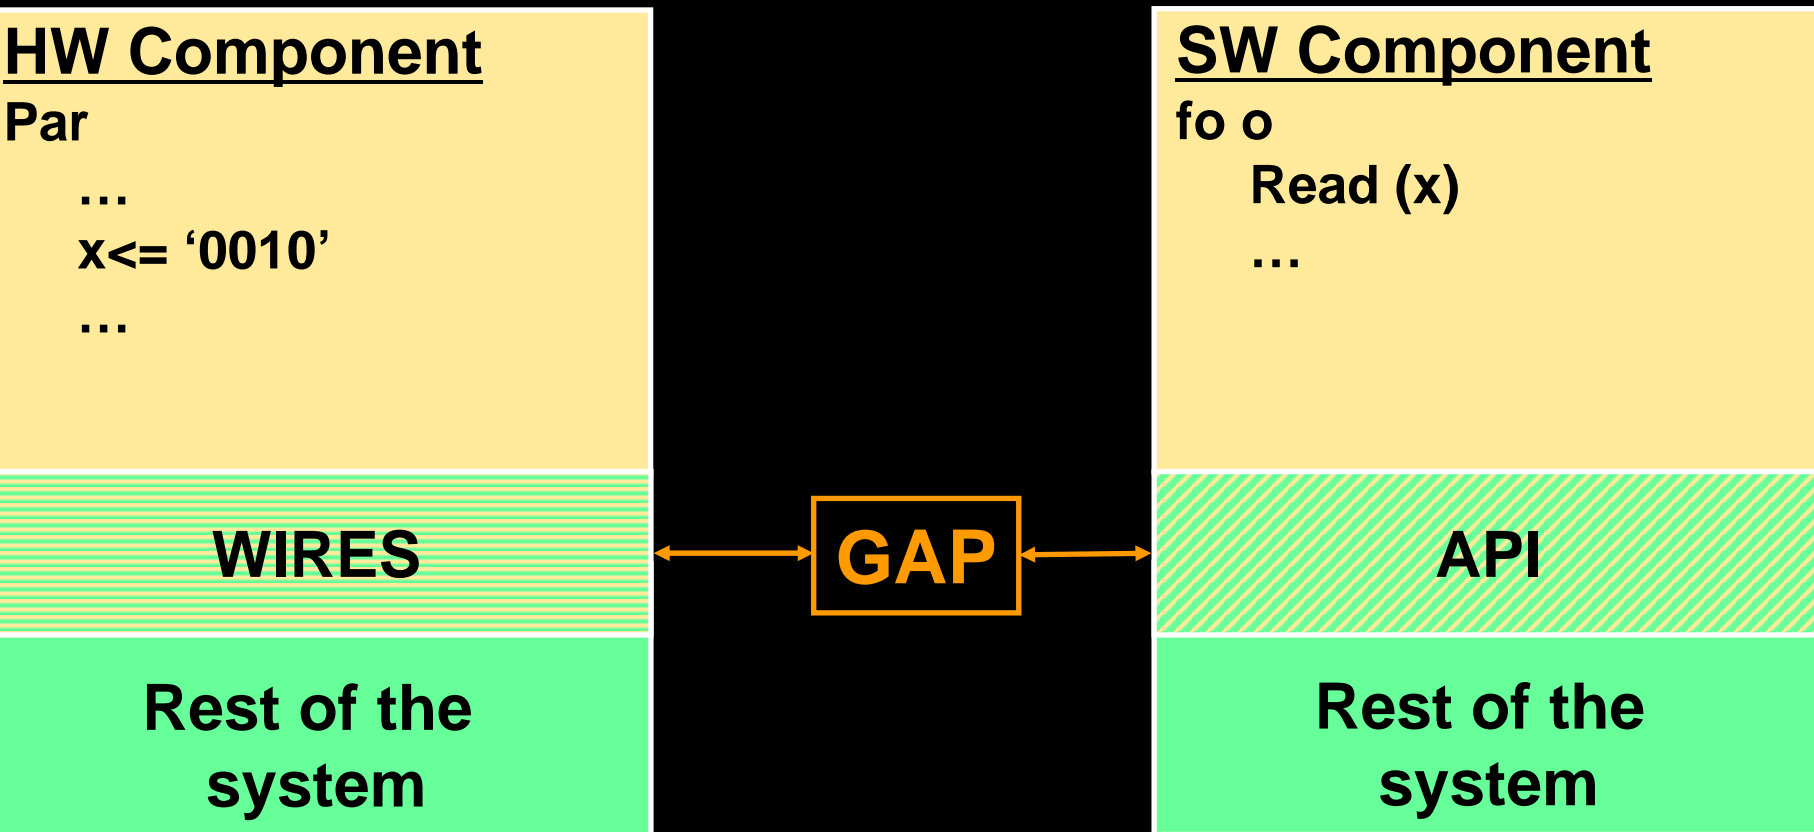 HW Component
Par
…
x<= ‘0010’
…
WIRES
Rest of the
system
GAP
SW Component
fo o
Read (x)
…
API
Rest of the
system